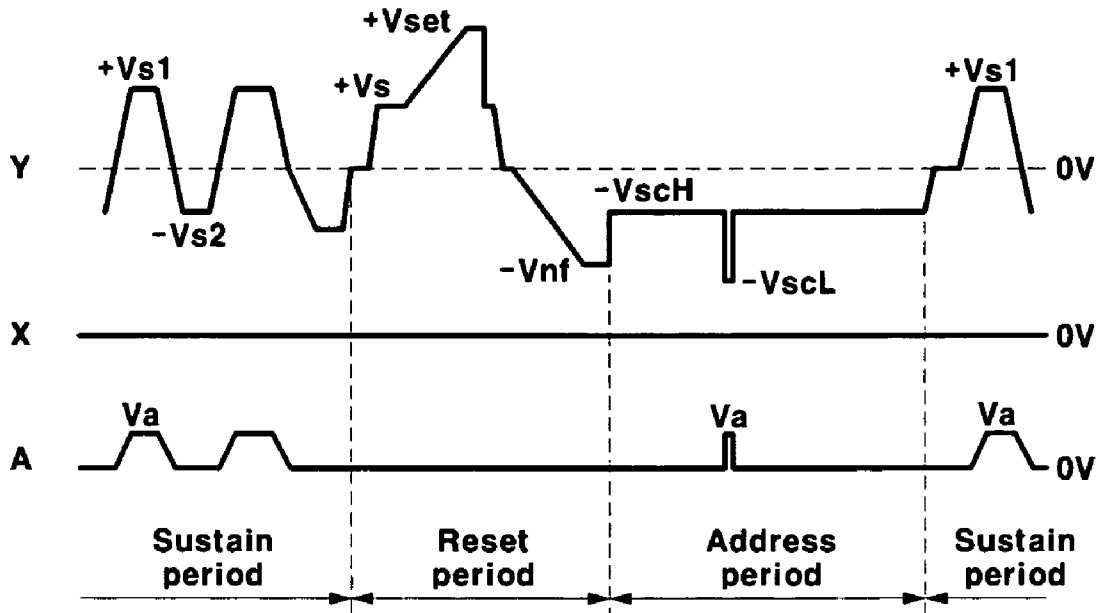 +Vset
+Vs1
+Vs
+Vs1
Y
0V
-VscH
-Vs2
-Vnf
-VscL
X
0V
Va
Va
Va
A
0V
Sustain period
Reset period
Address period
Sustain period